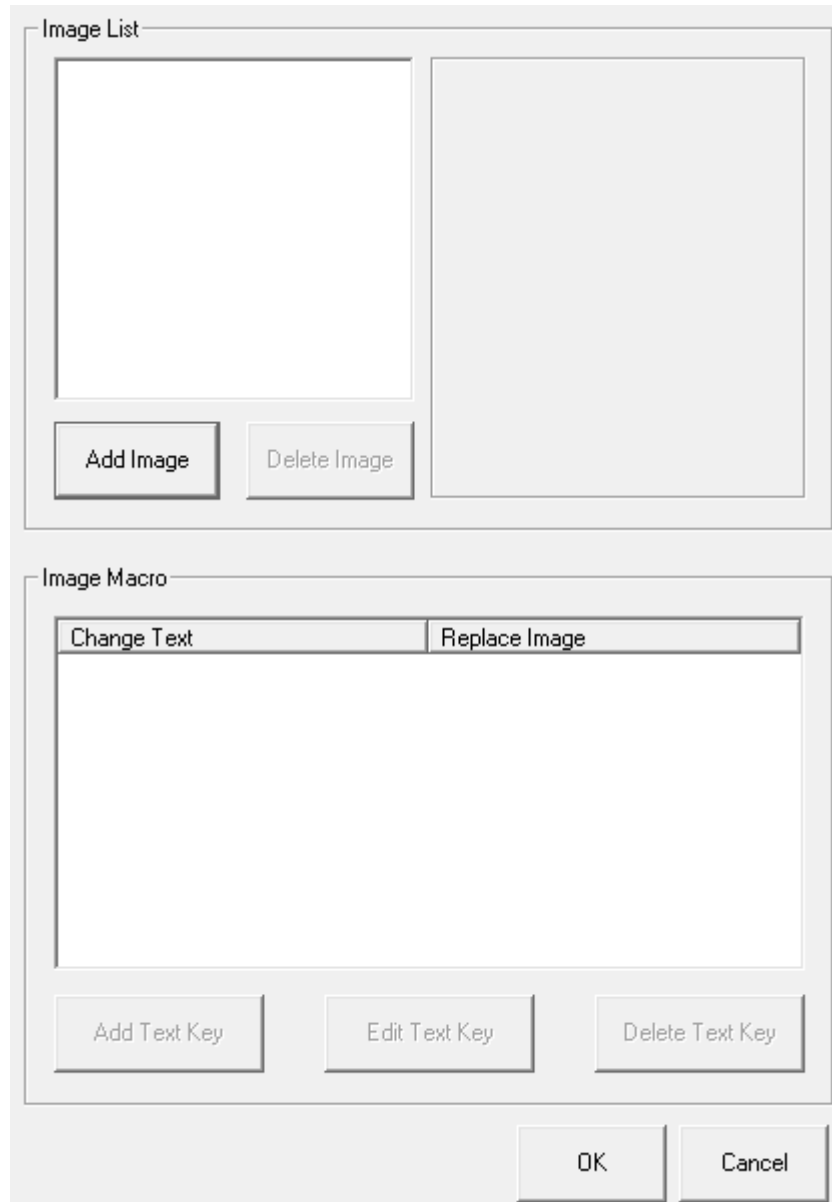 Image List
Add Image
Delete Image
Image Macro
Change Text
Replace Image
Add Text Key
Edit Text Key
Delete Text Key
OK
Cancel